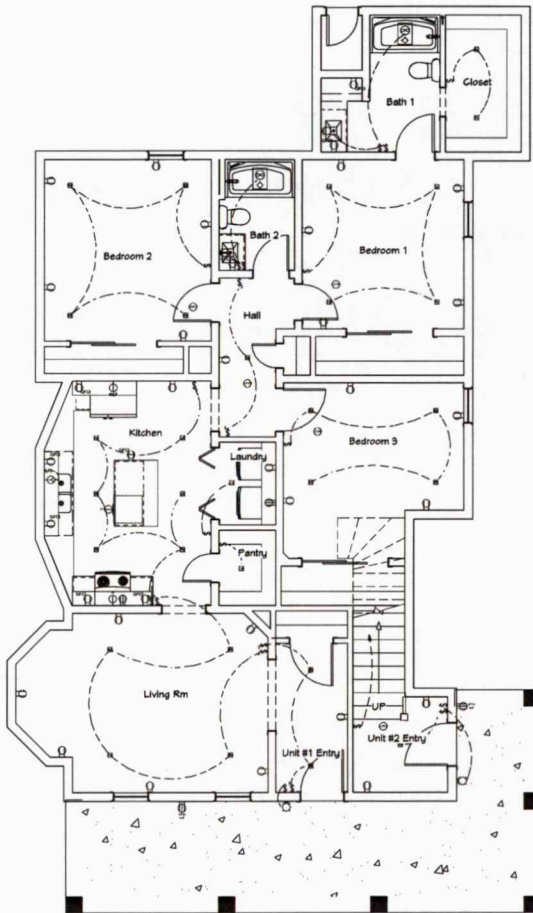 Closet
Bath 1
Bath 2
Bedroom 2
Bedroom 1
Hall
Kitchen
Bedroom 3
Laundry
Pantry
Living Rm
UP
Unit #1 Entry
Unit #2 Entry